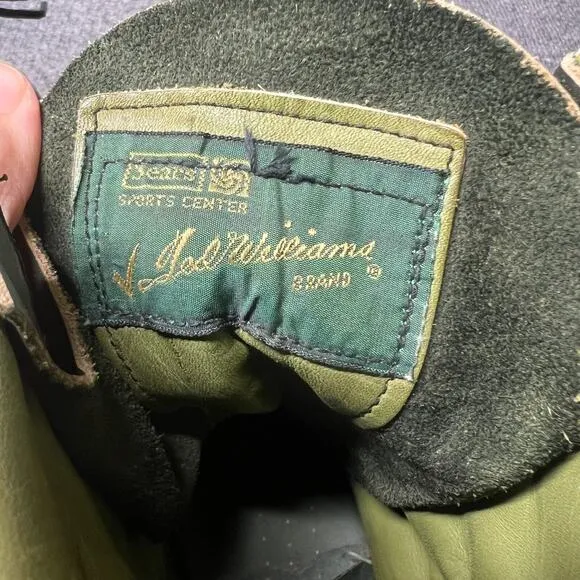 Sears
SPORTS CENTER
Ted Williams ®
BRAND